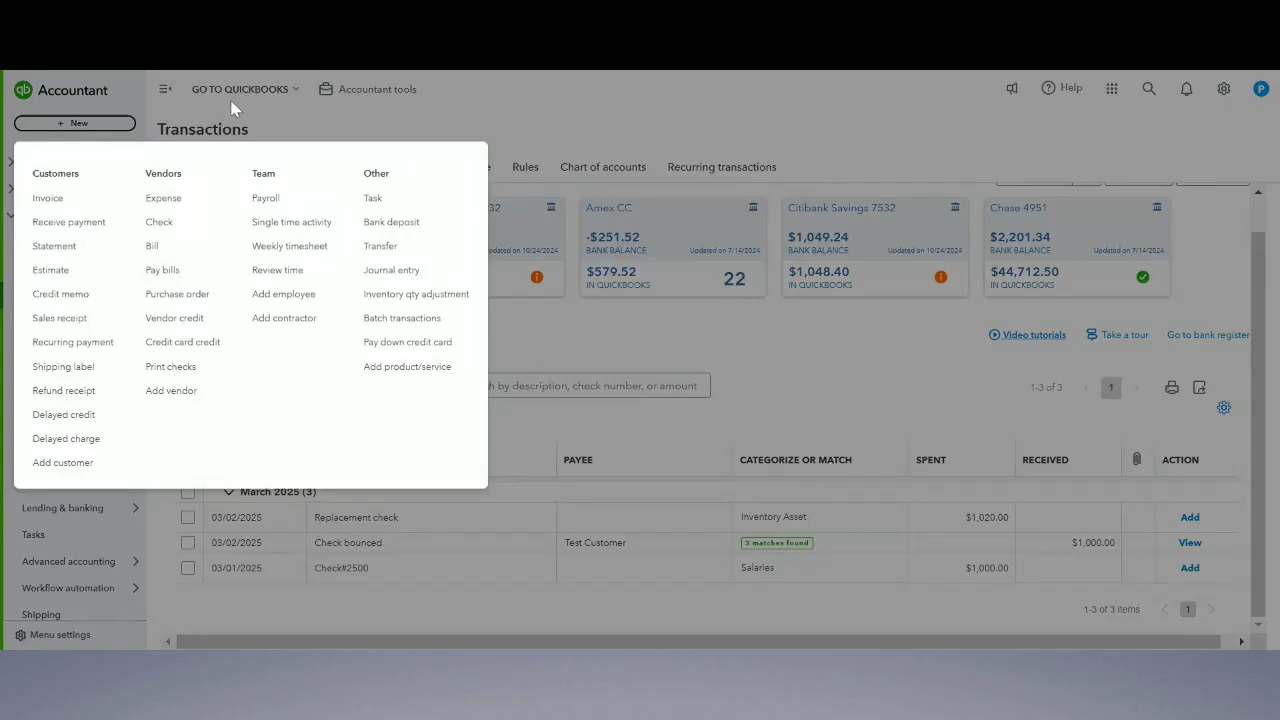 qb Accountant
GO TO QUICKBOOKS
Accountant tools
Help
P
+ New
Transactions
Rules
Chart of accounts
Recurring transactions
Customers
Invoice
Receive payment
Statement
Estimate
Credit memo
Sales receipt
Recurring payment
Shipping label
Refund receipt
Delayed credit
Delayed charge
Add customer
Vendors
Expense
Check
Bill
Pay bills
Purchase order
Vendor credit
Credit card credit
Print checks
Add vendor
Team
Payroll
Single time activity
Weekly timesheet
Review time
Add employee
Add contractor
Other
Task
Bank deposit
Transfer
Journal entry
Inventory qty adjustment
Batch transactions
Pay down credit card
Add product/service
32
Updated on 10/24/2024
Amex CC
-$251.52
BANK BALANCE
Updated on 7/14/2024
$579.52
IN QUICKBOOKS
22
Citibank Savings 7532
$1,049.24
BANK BALANCE
Updated on 10/24/2024
$1,048.40
IN QUICKBOOKS
Chase 4951
$2,201.34
BANK BALANCE
Updated on 7/14/2024
$44,712.50
IN QUICKBOOKS
Video tutorials
Take a tour
Go to bank register
by description, check number, or amount
1-3 of 3
1
PAYEE
CATEGORIZE OR MATCH
SPENT
RECEIVED
ACTION
March 2025 (3)
03/02/2025 Replacement check Inventory Asset $1,020.00 Add
03/02/2025 Check bounced Test Customer 3 matches found $1,000.00 View
03/01/2025 Check#2500 Salaries $1,000.00 Add
1-3 of 3 items
1
Lending & banking
Tasks
Advanced accounting
Workflow automation
Shipping
Menu settings